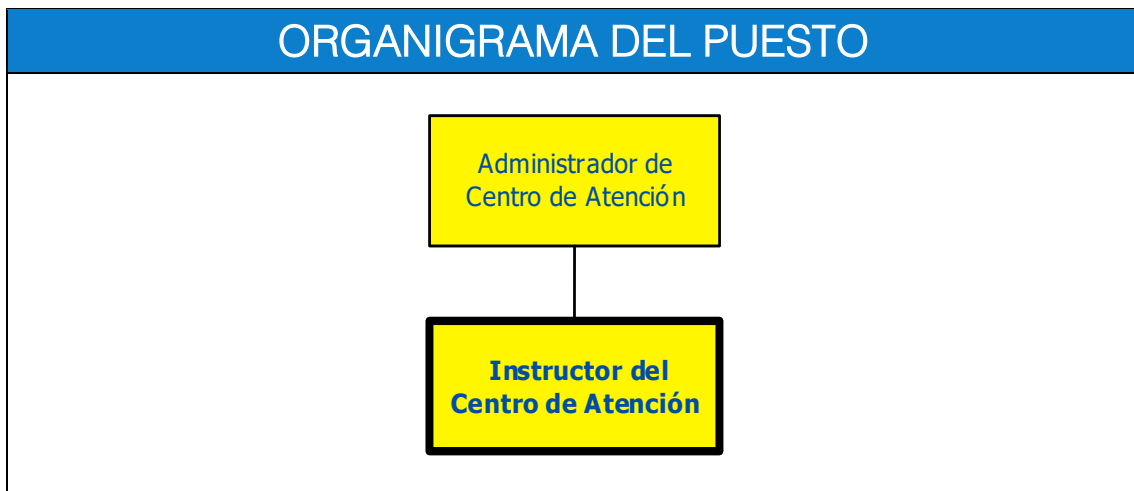 ORGANIGRAMA DEL PUESTO
Administrador de
Centro de Atención
Instructor del
Centro de Atención